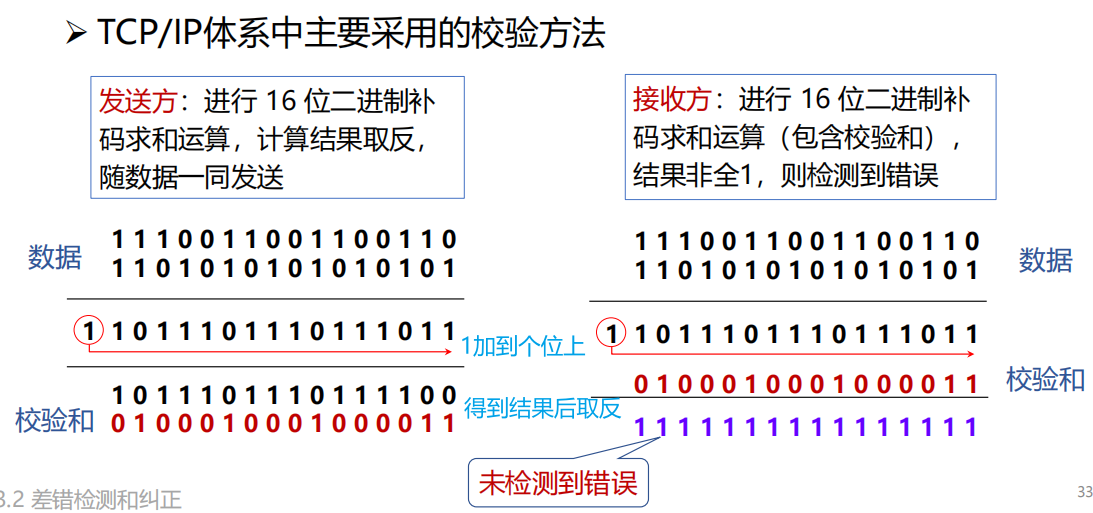 ➢ TCP/IP体系中主要采用的校验方法
发送方：进行 16 位二进制补
码求和运算，计算结果取反，
随数据一同发送
接收方：进行 16 位二进制补
码求和运算（包含校验和），
结果非全1，则检测到错误
数据
1 1 1 0 0 1 1 0 0 1 1 0 0 1 1 0
1 1 0 1 0 1 0 1 0 1 0 1 0 1 0 1
1 1 0 1 1 1 0 1 1 1 0 1 1 1 0 1 1
1加到个位上
1 0 1 1 1 0 1 1 1 0 1 1 1 1 0 0
得到结果后取反
校验和
0 1 0 0 0 1 0 0 0 1 0 0 0 0 1 1
1 1 1 0 0 1 1 0 0 1 1 0 0 1 1 0
1 1 0 1 0 1 0 1 0 1 0 1 0 1 0 1
数据
1 1 0 1 1 1 0 1 1 1 0 1 1 1 0 1 1
0 1 0 0 0 1 0 0 0 1 0 0 0 0 1 1
校验和
1 1 1 1 1 1 1 1 1 1 1 1 1 1 1 1
未检测到错误
3.2 差错检测和纠正
33